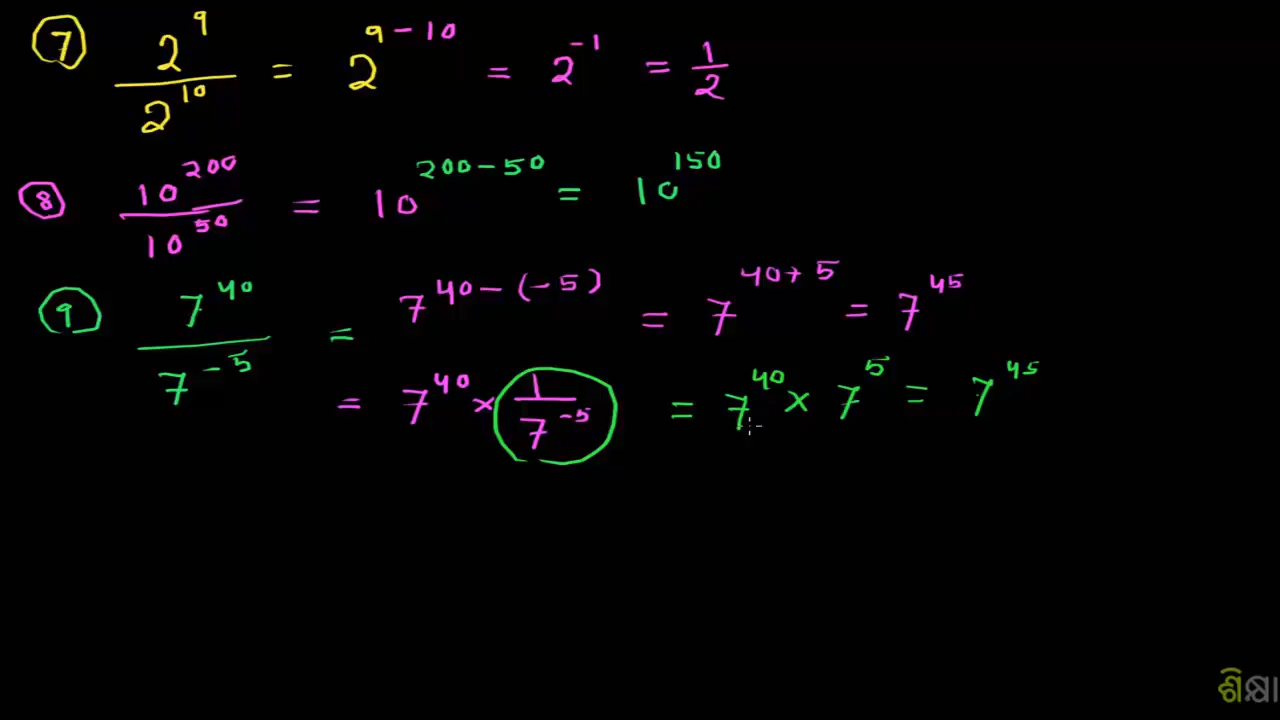 7 2^9 / 2^10 = 2^(9-10) = 2^-1 = 1/2
8 10^200 / 10^50 = 10^(200-50) = 10^150
9 7^40 / 7^-5 = 7^(40-(-5)) = 7^(40+5) = 7^45
= 7^40 × 1/7^-5 = 7^40 × 7^5 = 7^45
ଶିକ୍ଷା